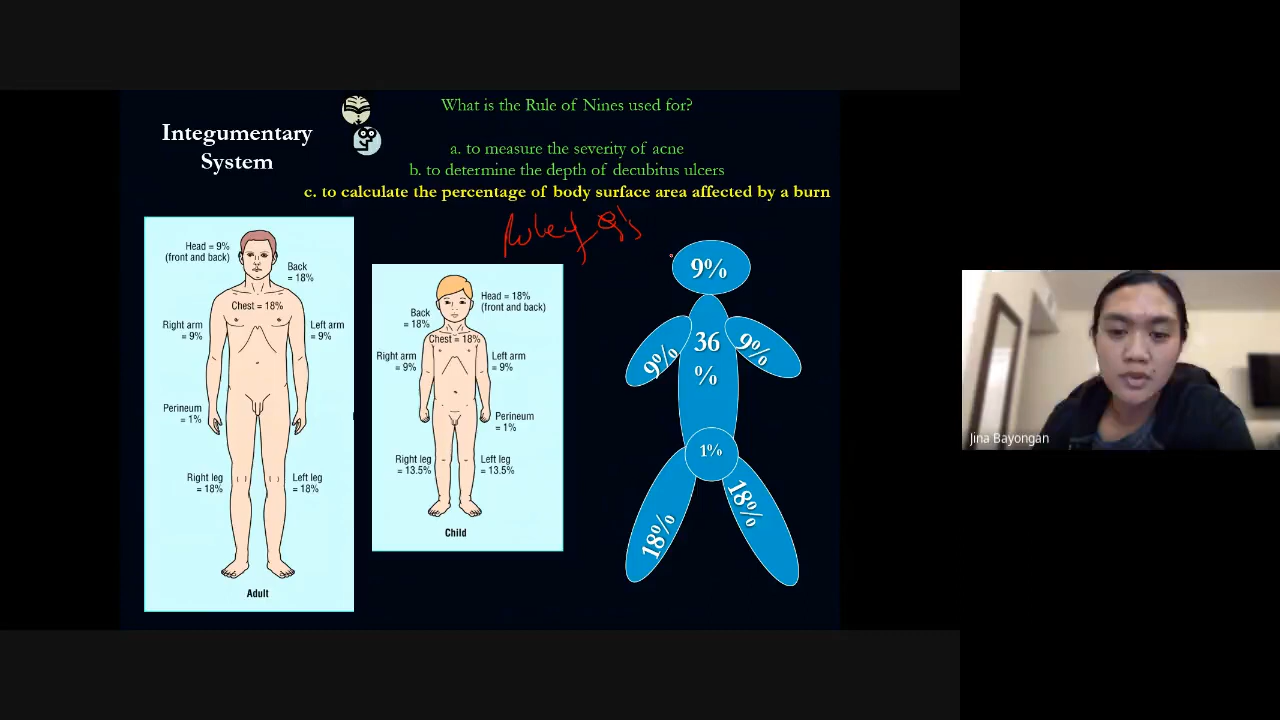 Integumentary
System
What is the Rule of Nines used for?
a. to measure the severity of acne
b. to determine the depth of decubitus ulcers
c. to calculate the percentage of body surface area affected by a burn
Rule of 9's
Head = 9%
(front and back)
Back
= 18%
Chest = 18%
Right arm
= 9%
Left arm
= 9%
Perineum
= 1%
Right leg
= 18%
Left leg
= 18%
Adult
Head = 18%
(front and back)
Back
= 18%
Chest = 18%
Right arm
= 9%
Left arm
= 9%
Perineum
= 1%
Right leg
= 13.5%
Left leg
= 13.5%
Child
9%
9%
36
%
9%
1%
18%
18%
Jina Bayongan